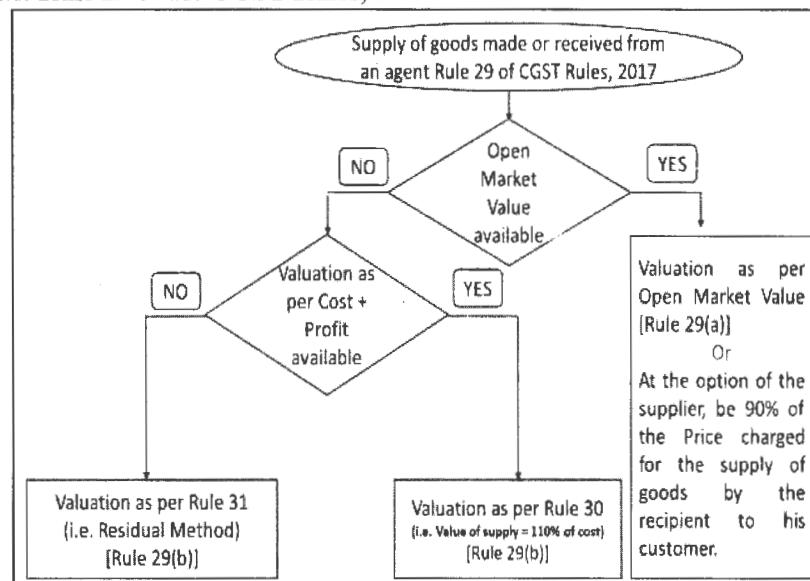 Supply of goods made or received from
an agent Rule 29 of CGST Rules, 2017
NO
Open
Market
Value
available
YES
NO
Valuation as
per Cost +
Profit
available
YES
Valuation as per
Open Market Value
[Rule 29(a)]
Or
At the option of the
supplier, be 90% of
the Price charged
for the supply of
goods by the
recipient to his
customer.
Valuation as per Rule 31
(i.e. Residual Method)
[Rule 29(b)]
Valuation as per Rule 30
(i.e. Value of supply = 110% of cost)
[Rule 29(b)]